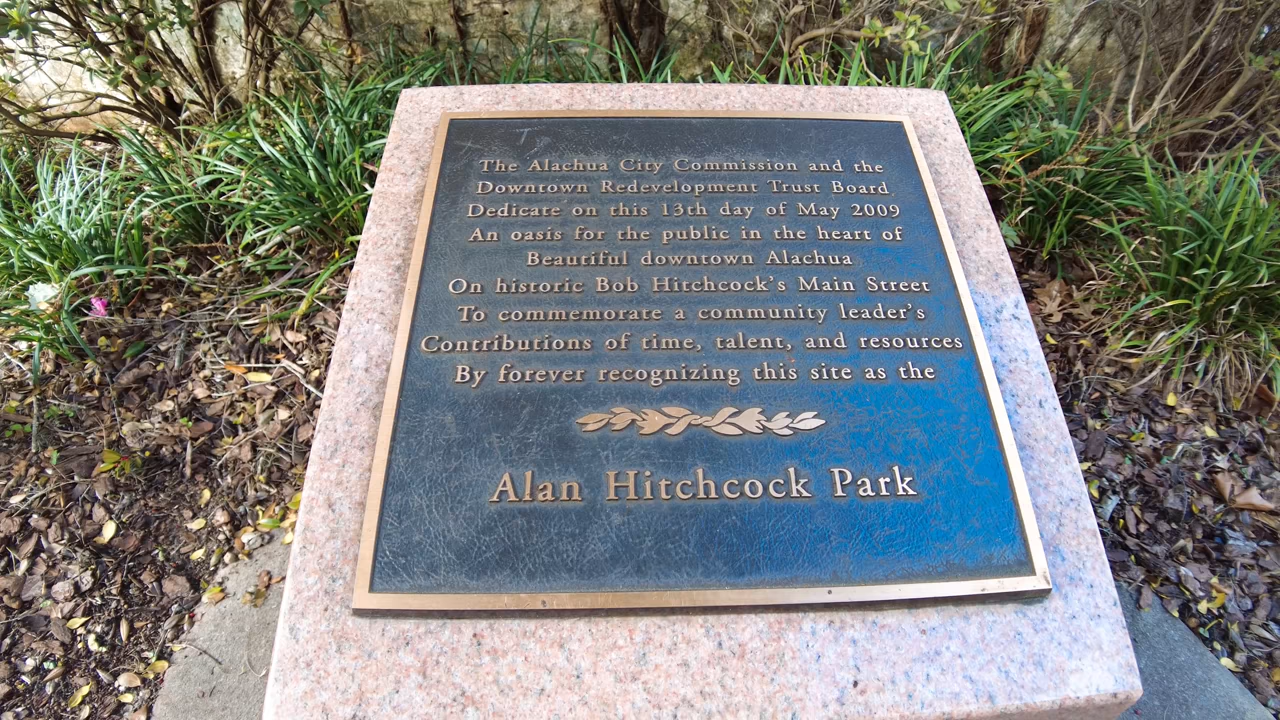 The Alachua City Commission and the
Downtown Redevelopment Trust Board
Dedicate on this 13th day of May 2009
An oasis for the public in the heart of
Beautiful downtown Alachua
On historic Bob Hitchcock's Main Street
To commemorate a community leader's
Contributions of time, talent, and resources
By forever recognizing this site as the
Alan Hitchcock Park